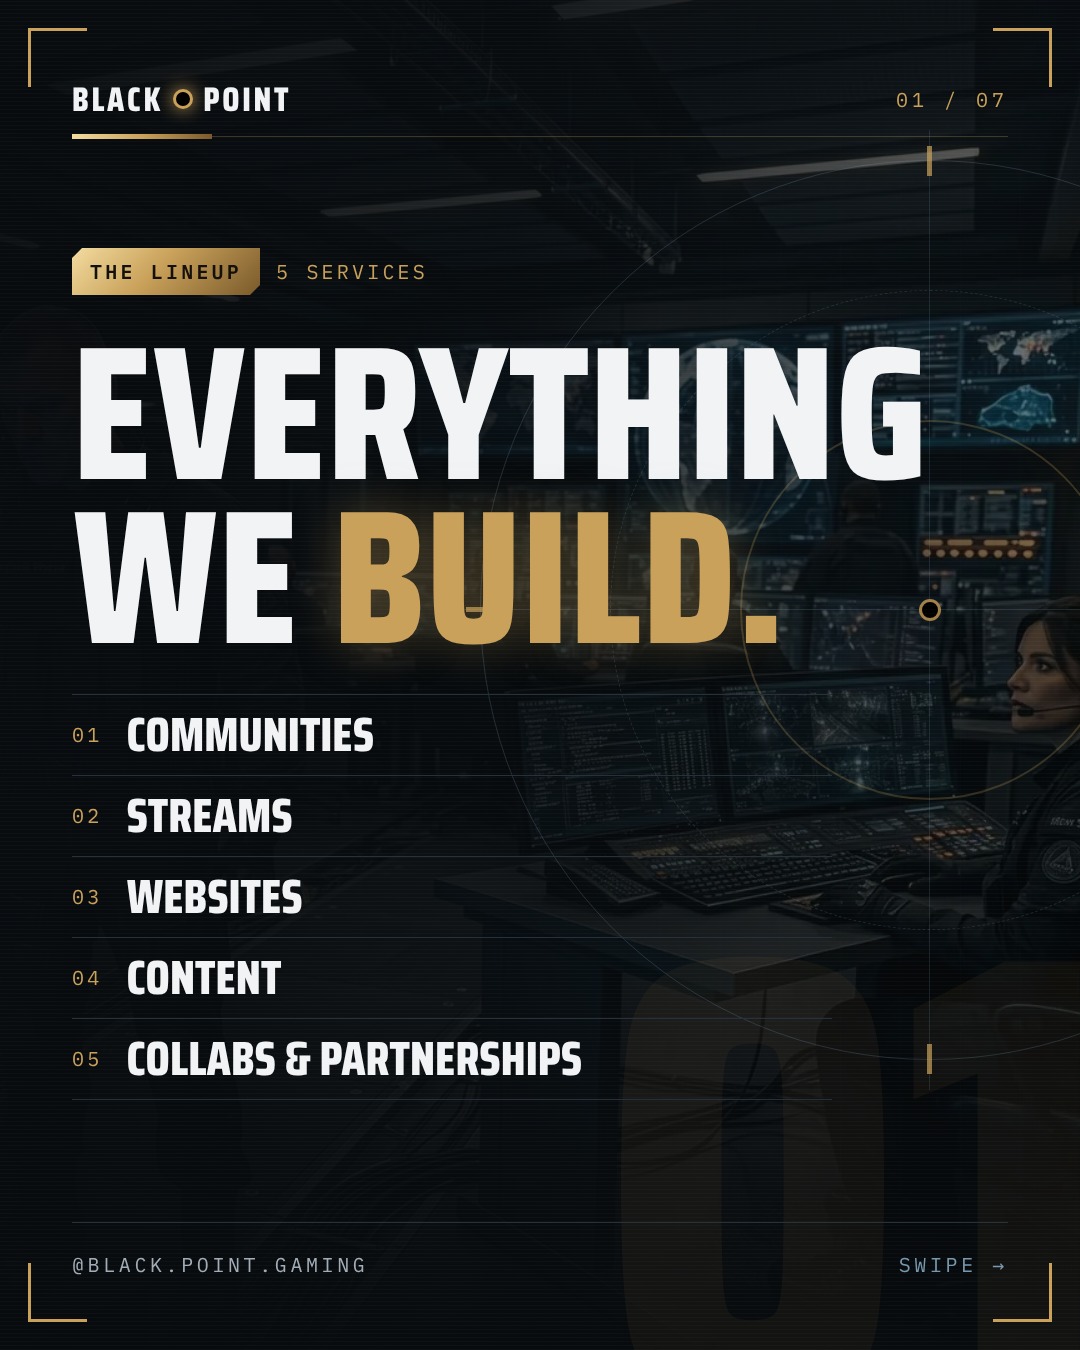 BLACK POINT
01 / 07
THE LINEUP 5 SERVICES
EVERYTHING
WE BUILD.
01 COMMUNITIES
02 STREAMS
03 WEBSITES
04 CONTENT
05 COLLABS & PARTNERSHIPS
01
@BLACK.POINT.GAMING
SWIPE →